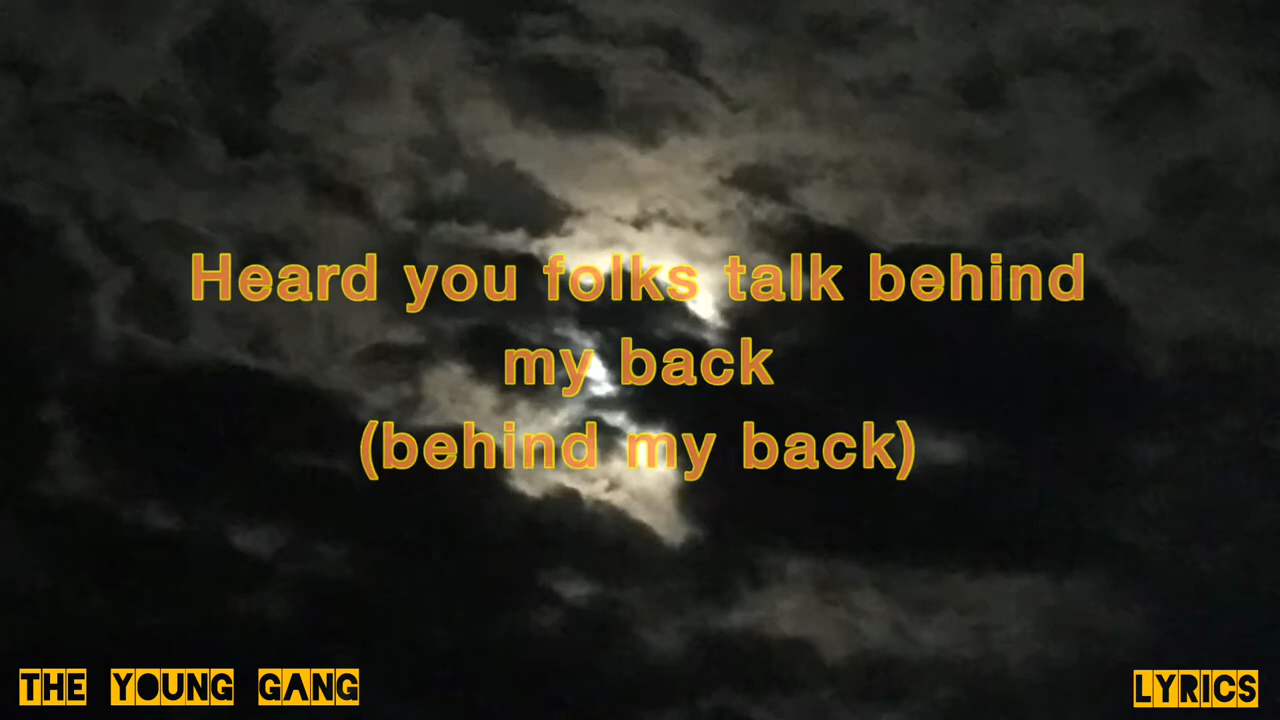 Heard you folks talk behind
my back
(behind my back)
THE YOUNG GANG
LYRICS